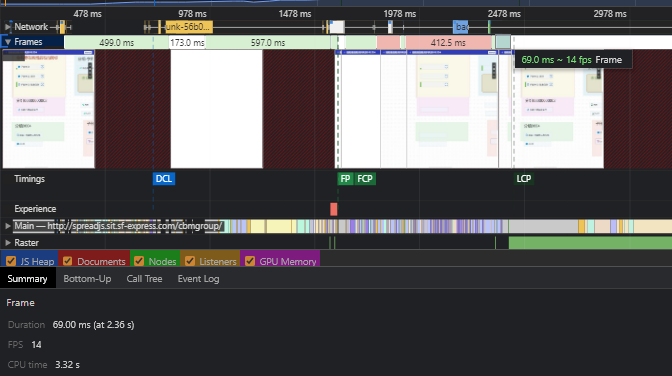 478 ms 978 ms 1478 ms 1978 ms 2478 ms 2978 ms
Network unk-56b0... ba
Frames 499.0 ms 173.0 ms 597.0 ms 412.5 ms
69.0 ms ~ 14 fps Frame
Timings DCL FP FCP LCP
Experience
Main — http://spreadjs.sit.sf-express.com/cbmgroup/
Raster
JS Heap Documents Nodes Listeners GPU Memory
Summary Bottom-Up Call Tree Event Log
Frame
Duration 69.00 ms (at 2.36 s)
FPS 14
CPU time 3.32 s